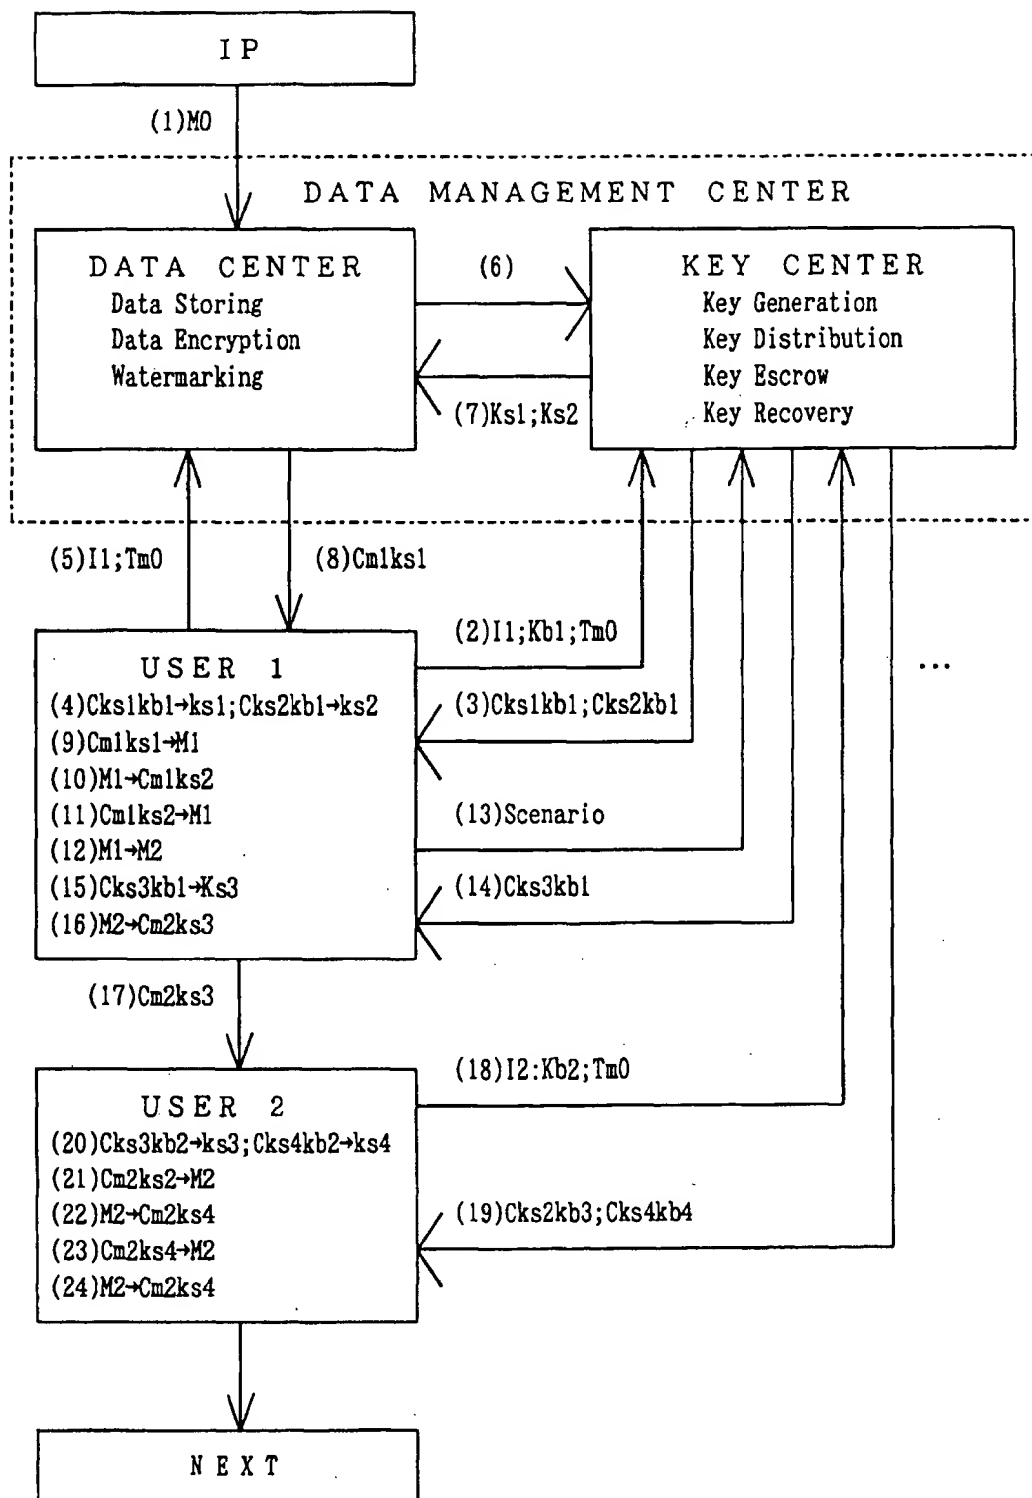 IP
(1)M0
DATA MANAGEMENT CENTER
DATA CENTER
Data Storing
Data Encryption
Watermarking
(6)
(7)Ks1;Ks2
KEY CENTER
Key Generation
Key Distribution
Key Escrow
Key Recovery
(5)I1;Tm0
(8)Cm1ks1
(2)I1;Kb1;Tm0
...
USER 1
(4)Cks1kb1→ks1;Cks2kb1→ks2
(9)Cm1ks1→M1
(10)M1→Cm1ks2
(11)Cm1ks2→M1
(12)M1→M2
(15)Cks3kb1→Ks3
(16)M2→Cm2ks3
(3)Cks1kb1;Cks2kb1
(13)Scenario
(14)Cks3kb1
(17)Cm2ks3
(18)I2:Kb2;Tm0
USER 2
(20)Cks3kb2→ks3;Cks4kb2→ks4
(21)Cm2ks2→M2
(22)M2→Cm2ks4
(23)Cm2ks4→M2
(24)M2→Cm2ks4
(19)Cks2kb3;Cks4kb4
NEXT